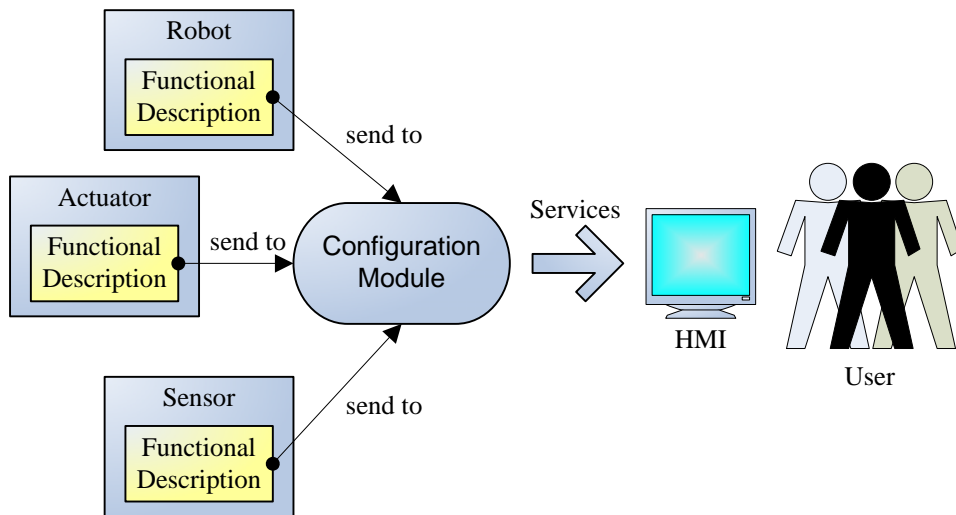 Robot
Functional
Description
send to
Actuator
Functional
Description
send to
Configuration
Module
Services
HMI
User
Sensor
Functional
Description
send to